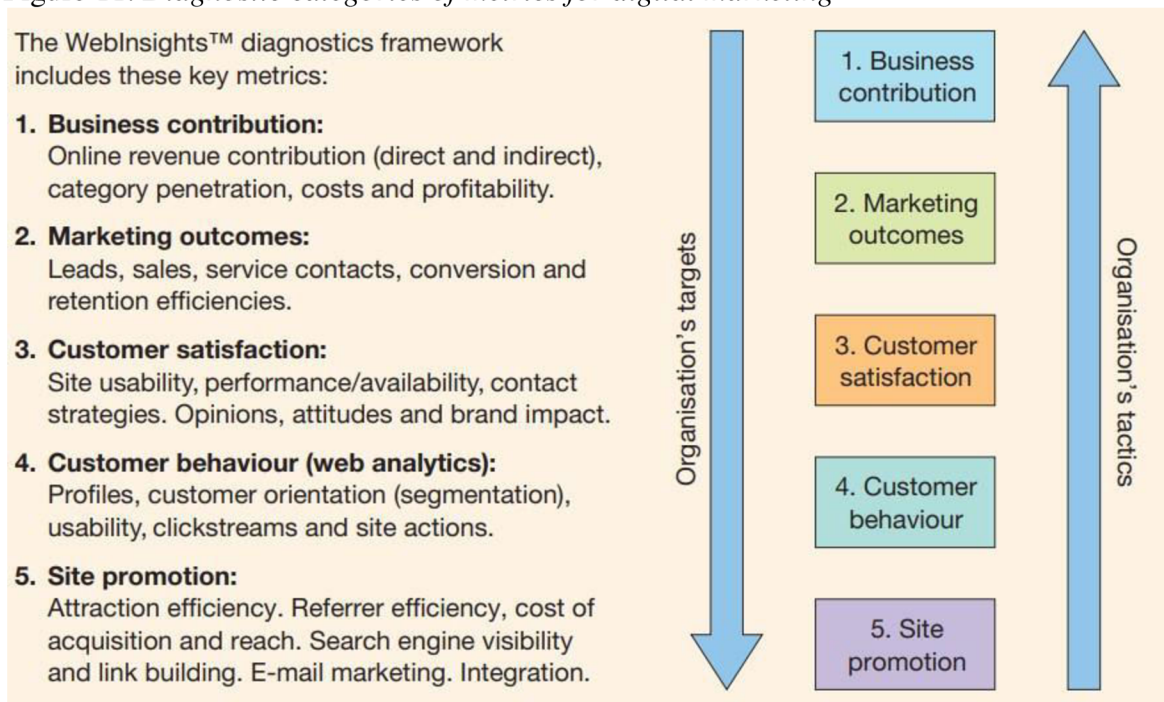 The WebInsights™ diagnostics framework
includes these key metrics:
1. Business contribution:
Online revenue contribution (direct and indirect),
category penetration, costs and profitability.
2. Marketing outcomes:
Leads, sales, service contacts, conversion and
retention efficiencies.
3. Customer satisfaction:
Site usability, performance/availability, contact
strategies. Opinions, attitudes and brand impact.
4. Customer behaviour (web analytics):
Profiles, customer orientation (segmentation),
usability, clickstreams and site actions.
5. Site promotion:
Attraction efficiency. Referrer efficiency, cost of
acquisition and reach. Search engine visibility
and link building. E-mail marketing. Integration.
Organisation's targets
1. Business
contribution
2. Marketing
outcomes
3. Customer
satisfaction
4. Customer
behaviour
5. Site
promotion
Organisation's tactics